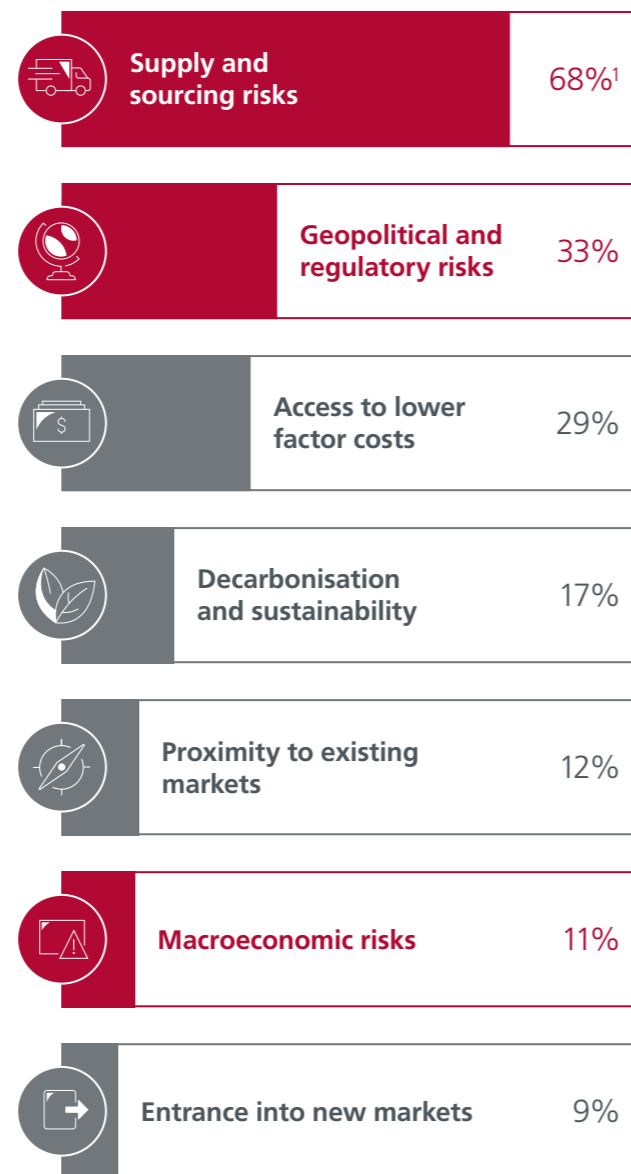 Supply and
sourcing risks
68%¹
Geopolitical and
regulatory risks
33%
$
Access to lower
factor costs
29%
Decarbonisation
and sustainability
17%
Proximity to existing
markets
12%
!
Macroeconomic risks
11%
Entrance into new markets
9%